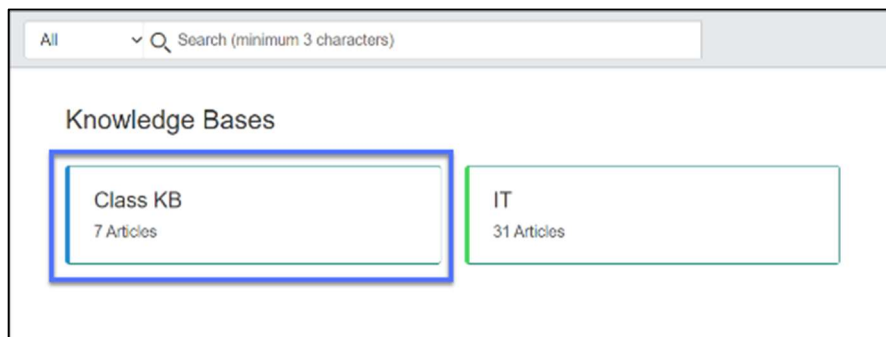 All
Search (minimum 3 characters)
Knowledge Bases
Class KB
7 Articles
IT
31 Articles